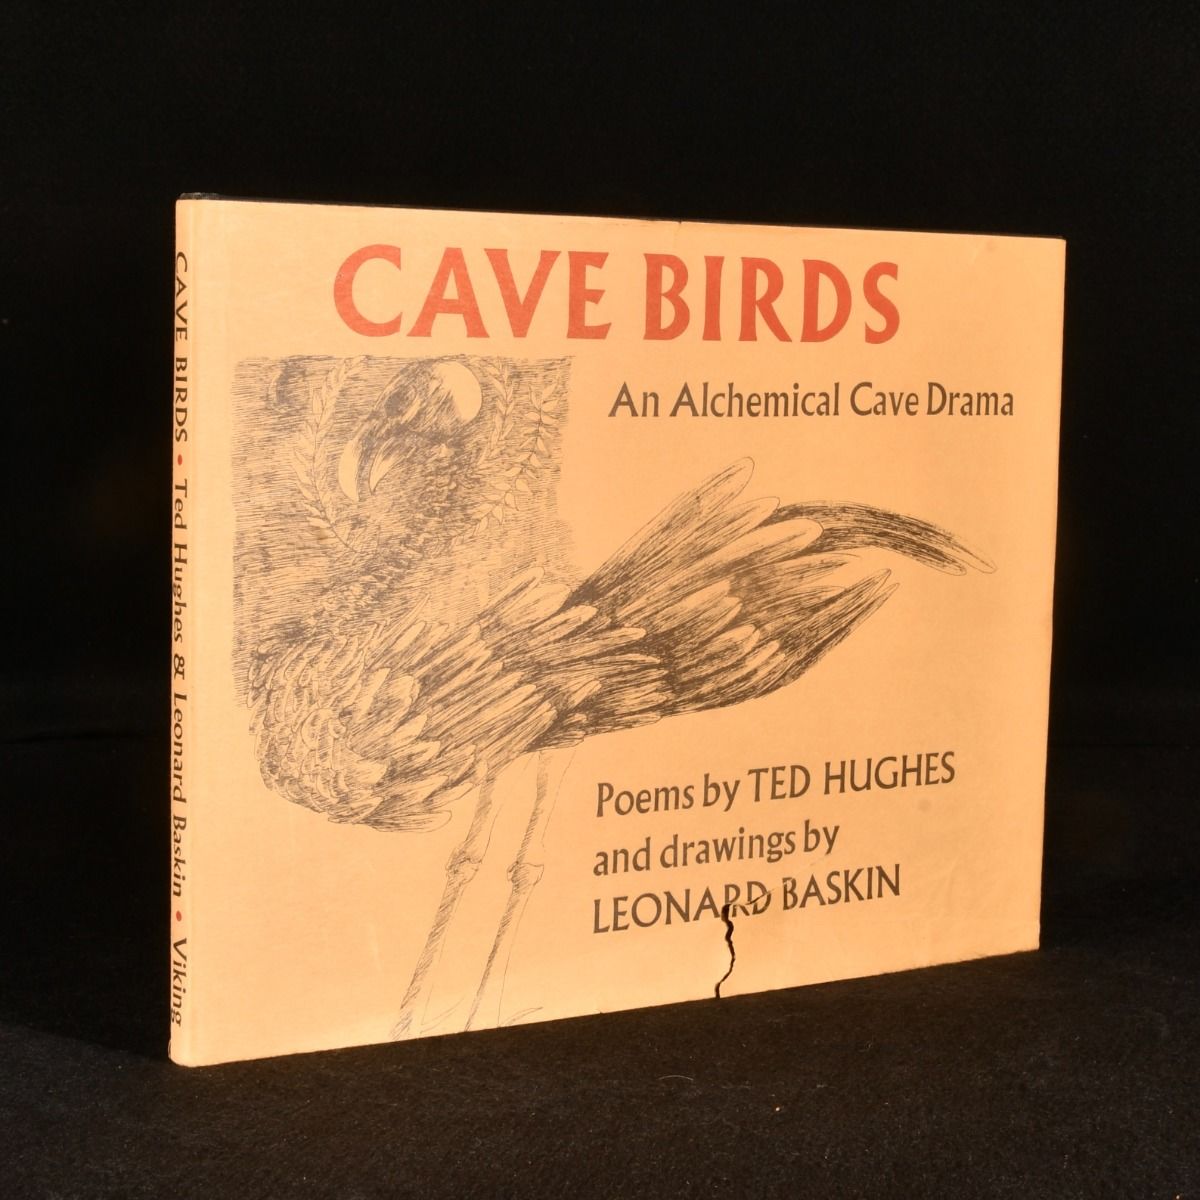 CAVE BIRDS
An Alchemical Cave Drama
Poems by TED HUGHES
and drawings by
LEONARD BASKIN
CAVE BIRDS • Ted Hughes & Leonard Baskin • Viking